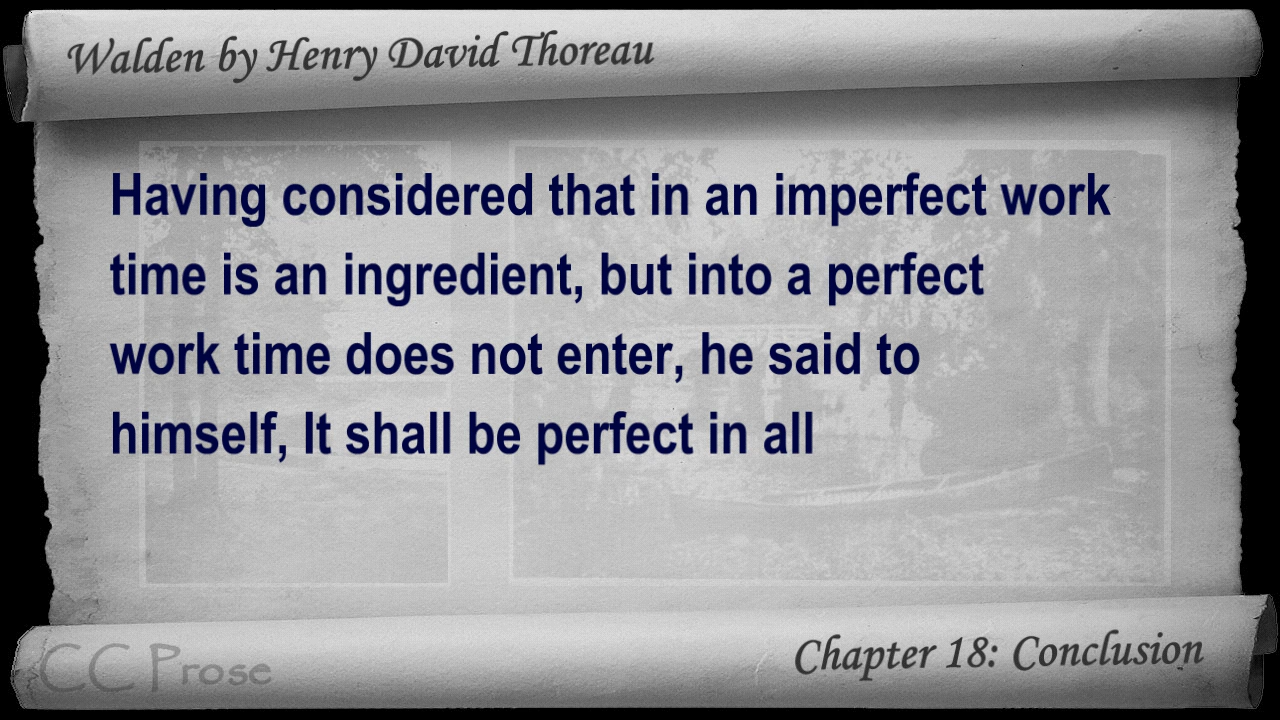 Walden by Henry David Thoreau
Having considered that in an imperfect work
time is an ingredient, but into a perfect
work time does not enter, he said to
himself, It shall be perfect in all
CC Prose
Chapter 18: Conclusion